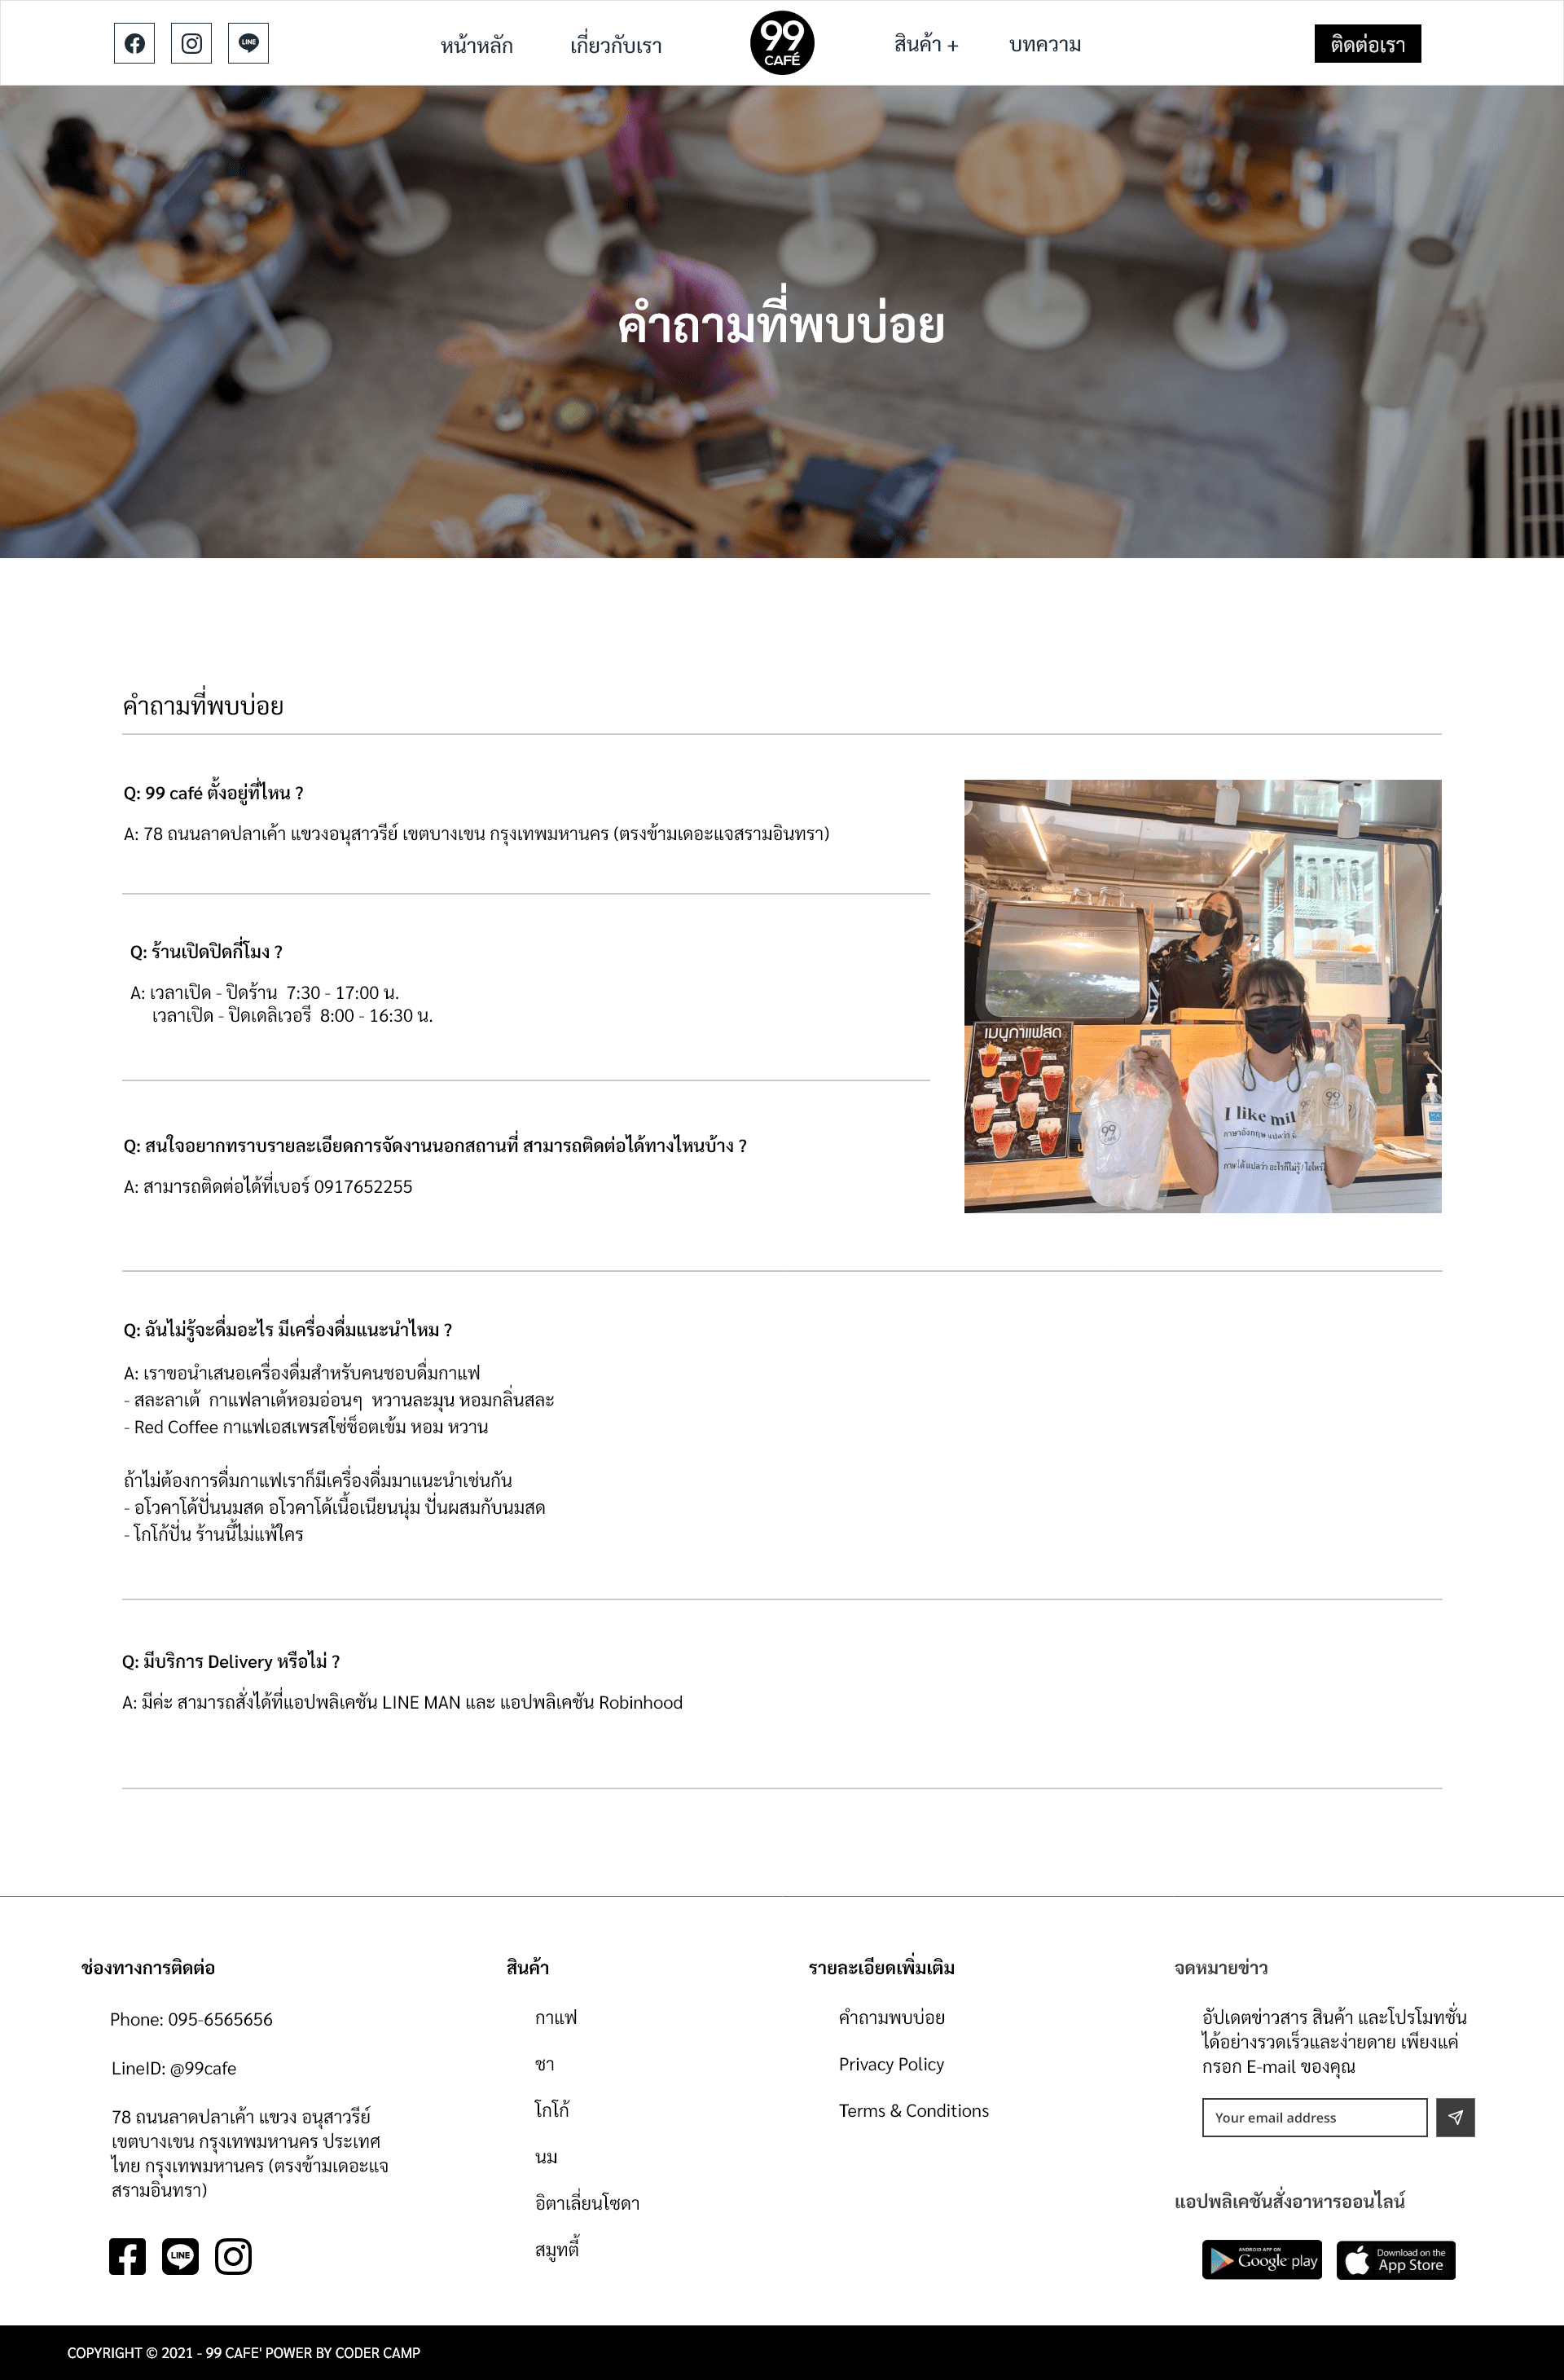 LINE
หน้าหลัก
เกี่ยวกับเรา
99
CAFÉ
สินค้า +
บทความ
ติดต่อเรา
คำถามที่พบบ่อย
คำถามที่พบบ่อย
Q: 99 café ตั้งอยู่ที่ไหน ?
A: 78 ถนนลาดปลาเค้า แขวงอนุสาวรีย์ เขตบางเขน กรุงเทพมหานคร (ตรงข้ามเดอะแจสรามอินทรา)
Q: ร้านเปิดปิดกี่โมง ?
A: เวลาเปิด - ปิดร้าน 7:30 - 17:00 น.
เวลาเปิด - ปิดเดลิเวอรี 8:00 - 16:30 น.
Q: สนใจอยากทราบรายละเอียดการจัดงานนอกสถานที่ สามารถติดต่อได้ทางไหนบ้าง ?
A: สามารถติดต่อได้ที่เบอร์ 0917652255
เมนูกาแฟสด
I like mil
ภาษาอังกฤษ แปลว่า
99
99
Q: ฉันไม่รู้จะดื่มอะไร มีเครื่องดื่มแนะนำไหม ?
A: เราขอนำเสนอเครื่องดื่มสำหรับคนชอบดื่มกาแฟ
- สละลาเต้ กาแฟลาเต้หอมอ่อนๆ หวานละมุน หอมกลิ่นสละ
- Red Coffee กาแฟเอสเพรสโซ่ช็อตเข้ม หอม หวาน
ถ้าไม่ต้องการดื่มกาแฟเราก็มีเครื่องดื่มมาแนะนำเช่นกัน
- อโวคาโด้ปั่นนมสด อโวคาโด้เนื้อเนียนนุ่ม ปั่นผสมกับนมสด
- โกโก้ปั่น ร้านนี้ไม่แพ้ใคร
Q: มีบริการ Delivery หรือไม่ ?
A: มีค่ะ สามารถสั่งได้ที่แอปพลิเคชัน LINE MAN และ แอปพลิเคชัน Robinhood
ช่องทางการติดต่อ
Phone: 095-6565656
LineID: @99cafe
78 ถนนลาดปลาเค้า แขวง อนุสาวรีย์
เขตบางเขน กรุงเทพมหานคร ประเทศ
ไทย กรุงเทพมหานคร (ตรงข้ามเดอะแจ
สรามอินทรา)
LINE
สินค้า
กาแฟ
ชา
โกโก้
นม
อิตาเลี่ยนโซดา
สมูทตี้
รายละเอียดเพิ่มเติม
คำถามพบบ่อย
Privacy Policy
Terms & Conditions
จดหมายข่าว
อัปเดตข่าวสาร สินค้า และโปรโมทชั่น
ได้อย่างรวดเร็วและง่ายดาย เพียงแค่
กรอก E-mail ของคุณ
Your email address
แอปพลิเคชันสั่งอาหารออนไลน์
ANDROID APP ON
Google play
Download on the
App Store
COPYRIGHT © 2021 - 99 CAFE' POWER BY CODER CAMP